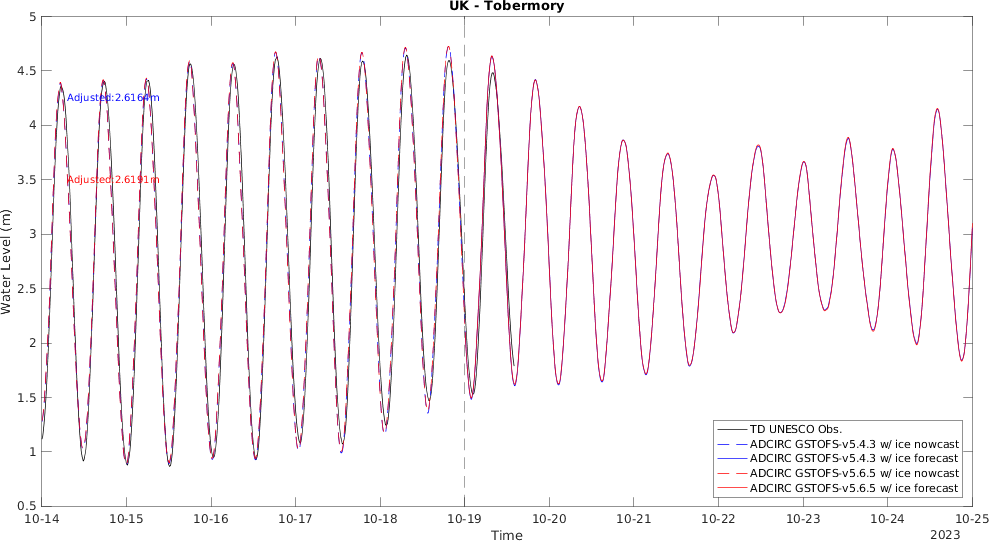 UK - Tobermory
5
4.5
4
3.5
3
2.5
2
1.5
1
0.5
Water Level (m)
Adjusted:2.6164m
Adjusted:2.6191m
TD UNESCO Obs.
ADCIRC GSTOFS-v5.4.3 w/ ice nowcast
ADCIRC GSTOFS-v5.4.3 w/ ice forecast
ADCIRC GSTOFS-v5.6.5 w/ ice nowcast
ADCIRC GSTOFS-v5.6.5 w/ ice forecast
10-14 10-15 10-16 10-17 10-18 10-19 10-20 10-21 10-22 10-23 10-24 10-25
Time
2023